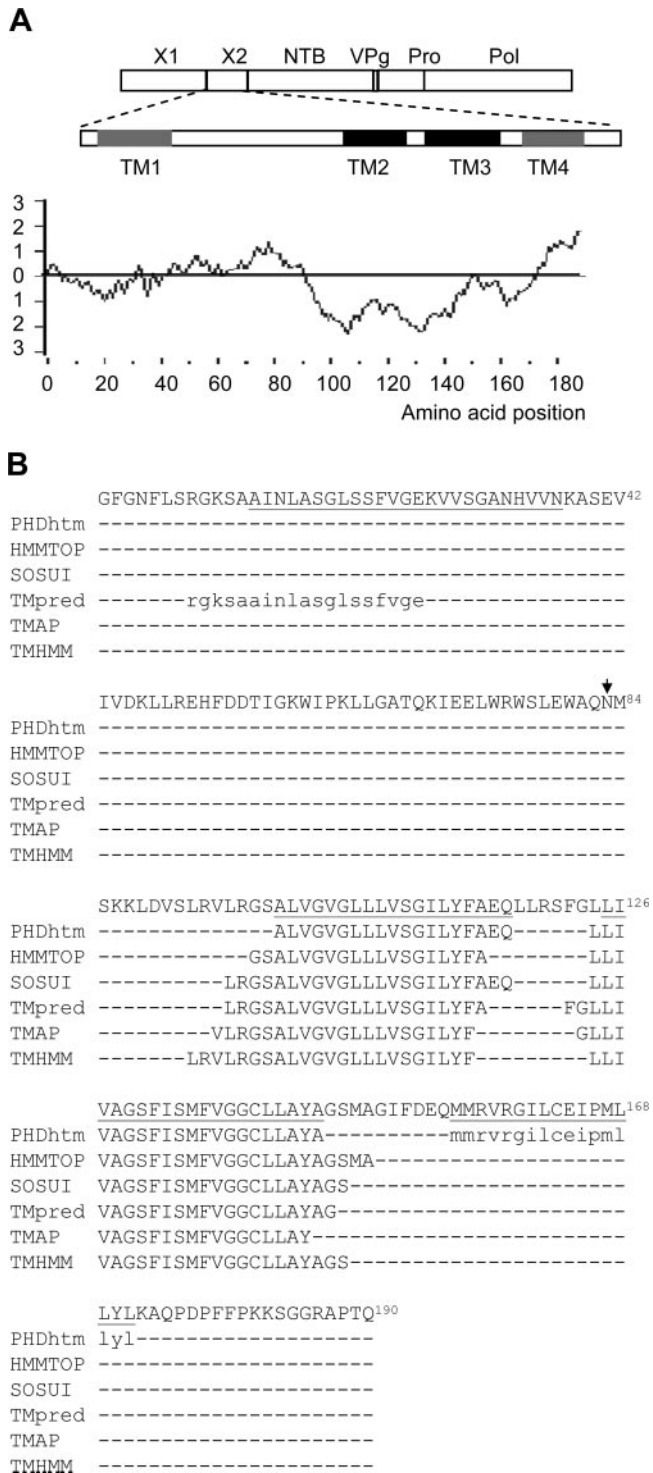 A
X1 X2 NTB VPg Pro Pol
TM1 TM2 TM3 TM4
3
2
1
0
1
2
3
0 20 40 60 80 100 120 140 160 180
Amino acid position
B
GFGNFLSRGKSAAINLASGLSSFVGEKVVSGANHVVNKASEV42
PHDhtm ------------------------------------------
HMMTOP ------------------------------------------
SOSUI ------------------------------------------
TMpred -------rgksaainlasglssfvge----------------
TMAP ------------------------------------------
TMHMM ------------------------------------------
IVDKLLREHFDDTIGKWIPKLLGATQKIEELWRWSLEWAQNM84
PHDhtm ------------------------------------------
HMMTOP ------------------------------------------
SOSUI ------------------------------------------
TMpred ------------------------------------------
TMAP ------------------------------------------
TMHMM ------------------------------------------
SKKLDVSLRVLRGSALVGVGLLLVSGILYFAEQLLRSFGLLI126
PHDhtm --------------ALVGVGLLLVSGILYFAEQ------LLI
HMMTOP ------------GSALVGVGLLLVSGILYFA--------LLI
SOSUI ----------LRGSALVGVGLLLVSGILYFAEQ------LLI
TMpred ----------LRGSALVGVGLLLVSGILYFA------FGLLI
TMAP ---------VLRGSALVGVGLLLVSGILYF--------GLLI
TMHMM -------LRVLRGSALVGVGLLLVSGILYF---------LLI
VAGSFISMFVGGCLLAYAGSMAGIFDEQMMRVRGILCEIPML168
PHDhtm VAGSFISMFVGGCLLAYA----------mmrvrgilceipml
HMMTOP VAGSFISMFVGGCLLAYAGSMA--------------------
SOSUI VAGSFISMFVGGCLLAYAGS----------------------
TMpred VAGSFISMFVGGCLLAYAG-----------------------
TMAP VAGSFISMFVGGCLLAY-------------------------
TMHMM VAGSFISMFVGGCLLAYAGS----------------------
LYLKAQPDPFFPKKSGGRAPTQ190
PHDhtm lyl-------------------
HMMTOP ----------------------
SOSUI ----------------------
TMpred ----------------------
TMAP ----------------------
TMHMM ----------------------